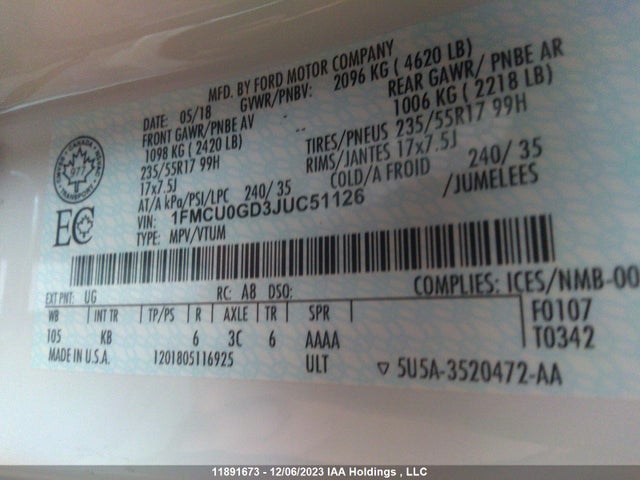 MFD. BY FORD MOTOR COMPANY
DATE: 05/18 GVWR/PNBV: 2096 KG ( 4620 LB)
FRONT GAWR/PNBE AV REAR GAWR/ PNBE AR
1098 KG ( 2420 LB) 1006 KG ( 2218 LB)
235/55R17 99H TIRES/PNEUS 235/55R17 99H
17x7.5J RIMS/JANTES 17x7.5J
AT/A kPa/PSI/LPC 240/ 35 COLD/A FROID 240/ 35
VIN: 1FMCU0GD3JUC51126 /JUMELEES
TYPE: MPV/VTUM
CANADA
977
EC
EXT PNT: UG RC: A8 DSO: COMPLIES: ICES/NMB-00
WB INT TR TP/PS R AXLE TR SPR F0107
105 KB 6 3C 6 AAAA T0342
MADE IN U.S.A. 1201805116925 ULT 5U5A-3520472-AA
11891673 - 12/06/2023 IAA Holdings , LLC